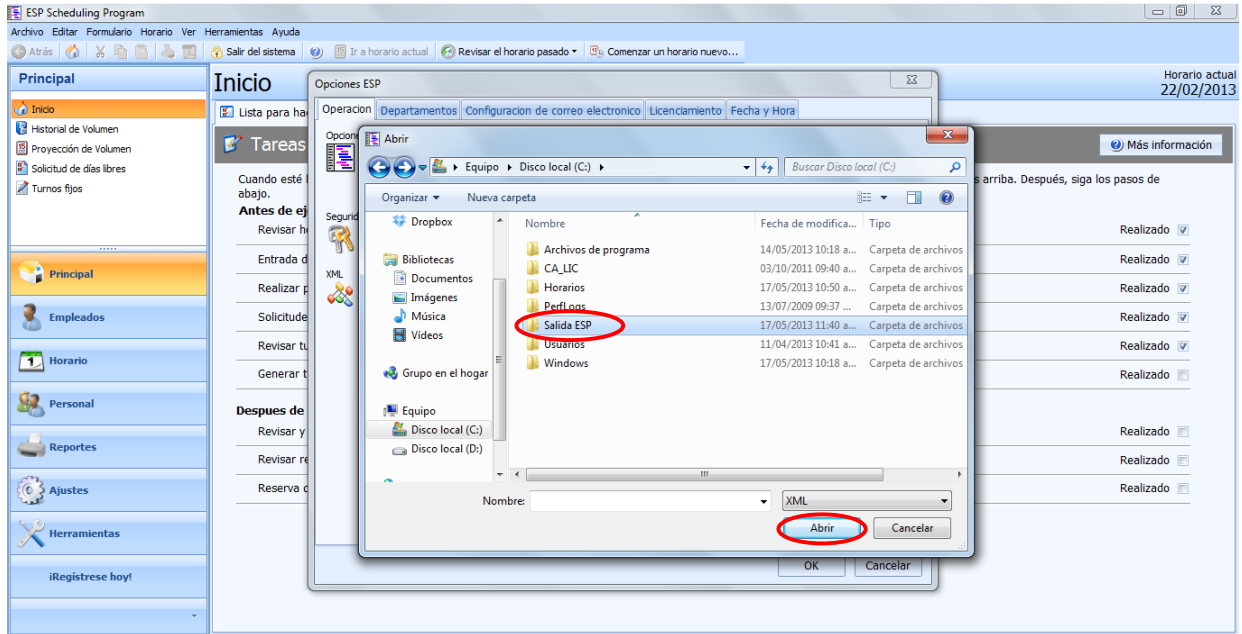 ESP Scheduling Program
Archivo Editar Formulario Horario Ver Herramientas Ayuda
Atrás Salir del sistema Ir a horario actual Revisar el horario pasado Comenzar un horario nuevo...
Principal
Inicio
Historial de Volumen
Proyección de Volumen
Solicitud de días libres
Turnos fijos
Principal
Empleados
1 Horario
Personal
Reportes
Ajustes
Herramientas
¡Regístrese hoy!
Inicio
Horario actual
22/02/2013
Lista para ha
Tareas
Más información
Cuando esté l
s arriba. Después, siga los pasos de
abajo.
Antes de ej
Revisar h
Realizado
Entrada d
Realizado
Realizar p
Realizado
Solicitude
Realizado
Revisar tu
Realizado
Generar t
Realizado
Despues de
Revisar y
Realizado
Revisar re
Realizado
Reserva d
Realizado
Opciones ESP
Operacion Departamentos Configuracion de correo electronico Licenciamiento Fecha y Hora
Opcion
Segurid
XML
Abrir
Equipo Disco local (C:)
Buscar Disco local (C:)
Organizar Nueva carpeta
Dropbox
Bibliotecas
Documentos
Imágenes
Música
Vídeos
Grupo en el hogar
Equipo
Disco local (C:)
Disco local (D:)
Nombre Fecha de modifica... Tipo
Archivos de programa 14/05/2013 10:18 a... Carpeta de archivos
CA_LIC 03/10/2011 09:40 a... Carpeta de archivos
Horarios 17/05/2013 10:50 a... Carpeta de archivos
PerfLogs 13/07/2009 09:37 ... Carpeta de archivos
Salida ESP 17/05/2013 11:40 a... Carpeta de archivos
Usuarios 11/04/2013 10:41 a... Carpeta de archivos
Windows 17/05/2013 10:18 a... Carpeta de archivos
Nombre: XML
Abrir Cancelar
OK Cancelar